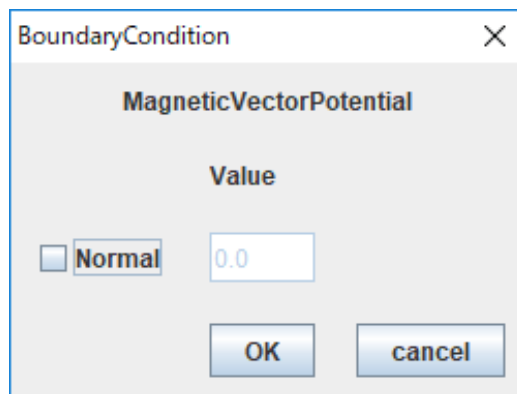 BoundaryCondition
MagneticVectorPotential
Value
Normal 0.0
OK cancel